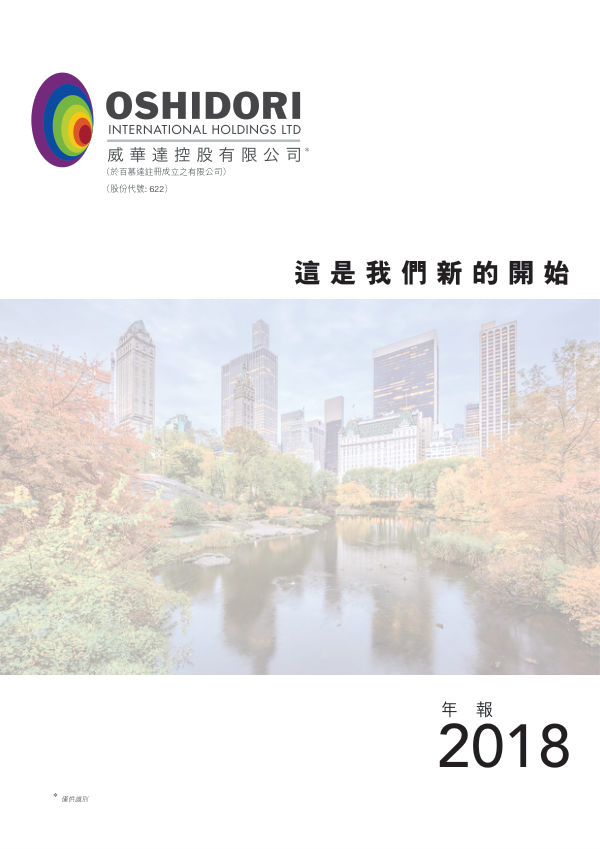 OSHIDORI
INTERNATIONAL HOLDINGS LTD
威華達控股有限公司*
（於百慕達註冊成立之有限公司）
（股份代號: 622）
這是我們新的開始
年報
2018
* 僅供識別